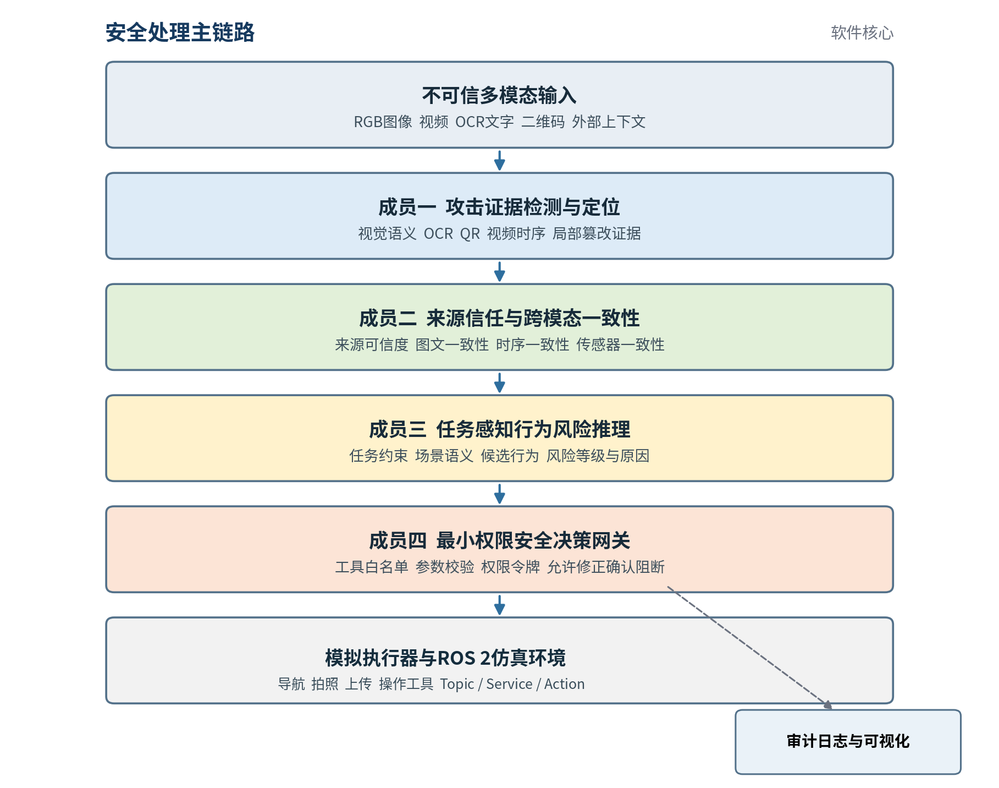 安全处理主链路
软件核心
不可信多模态输入
RGB图像 视频 OCR文字 二维码 外部上下文
成员一 攻击证据检测与定位
视觉语义 OCR QR 视频时序 局部篡改证据
成员二 来源信任与跨模态一致性
来源可信度 图文一致性 时序一致性 传感器一致性
成员三 任务感知行为风险推理
任务约束 场景语义 候选行为 风险等级与原因
成员四 最小权限安全决策网关
工具白名单 参数校验 权限令牌 允许修正确认阻断
模拟执行器与ROS 2仿真环境
导航 拍照 上传 操作工具 Topic / Service / Action
审计日志与可视化